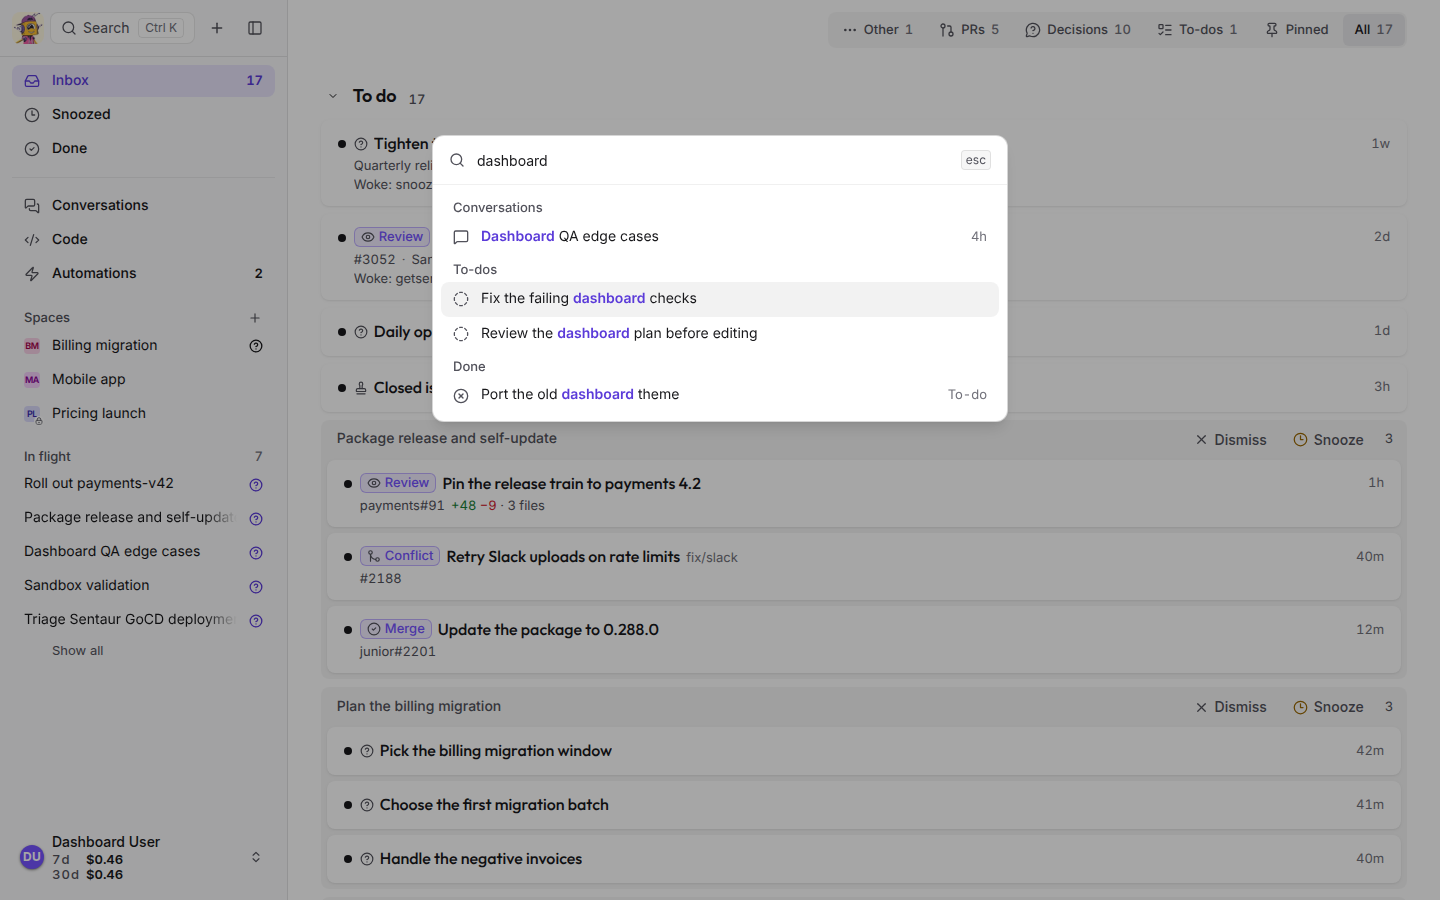 Search Ctrl K
Inbox 17
Snoozed
Done
Conversations
Code
Automations 2
Spaces
BM Billing migration
MA Mobile app
PL Pricing launch
In flight 7
Roll out payments-v42
Package release and self-updat
Dashboard QA edge cases
Sandbox validation
Triage Sentaur GoCD deployme
Show all
DU Dashboard User
7d $0.46
30d $0.46
Other 1 PRs 5 Decisions 10 To-dos 1 Pinned All 17
To do 17
Tighten 1w
Quarterly reli
Woke: snooz
Review 2d
#3052 · Sar
Woke: getser
Daily op 1d
Closed is 3h
dashboard esc
Conversations
Dashboard QA edge cases 4h
To-dos
Fix the failing dashboard checks
Review the dashboard plan before editing
Done
Port the old dashboard theme To-do
Package release and self-update Dismiss Snooze 3
Review Pin the release train to payments 4.2 1h
payments#91 +48 −9 · 3 files
Conflict Retry Slack uploads on rate limits fix/slack 40m
#2188
Merge Update the package to 0.288.0 12m
junior#2201
Plan the billing migration Dismiss Snooze 3
Pick the billing migration window 42m
Choose the first migration batch 41m
Handle the negative invoices 40m